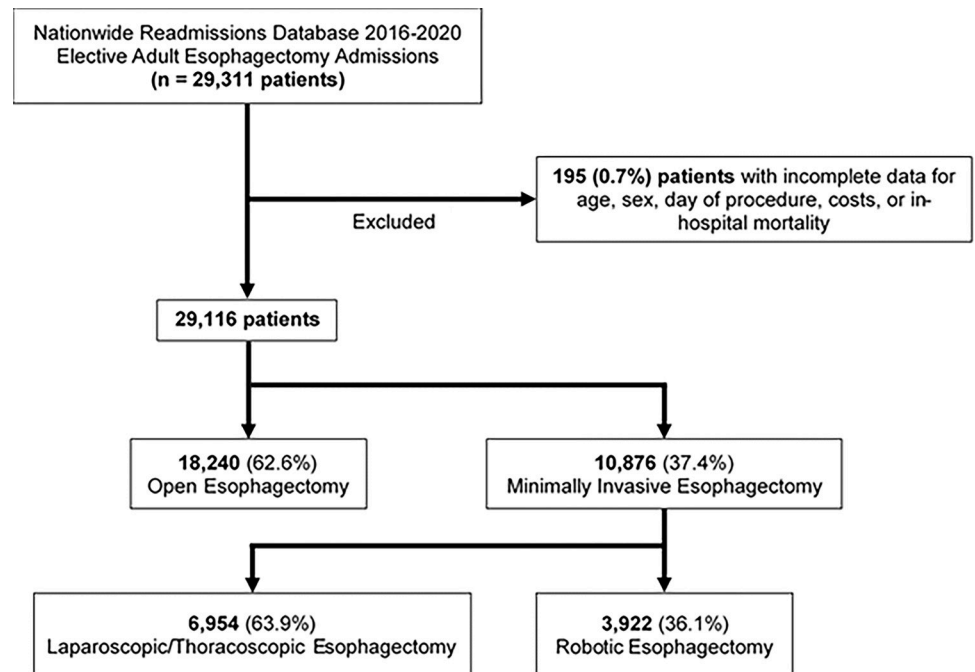 Nationwide Readmissions Database 2016-2020
Elective Adult Esophagectomy Admissions
(n = 29,311 patients)
195 (0.7%) patients with incomplete data for
age, sex, day of procedure, costs, or in-
hospital mortality
Excluded
29,116 patients
18,240 (62.6%)
Open Esophagectomy
10,876 (37.4%)
Minimally Invasive Esophagectomy
6,954 (63.9%)
Laparoscopic/Thoracoscopic Esophagectomy
3,922 (36.1%)
Robotic Esophagectomy